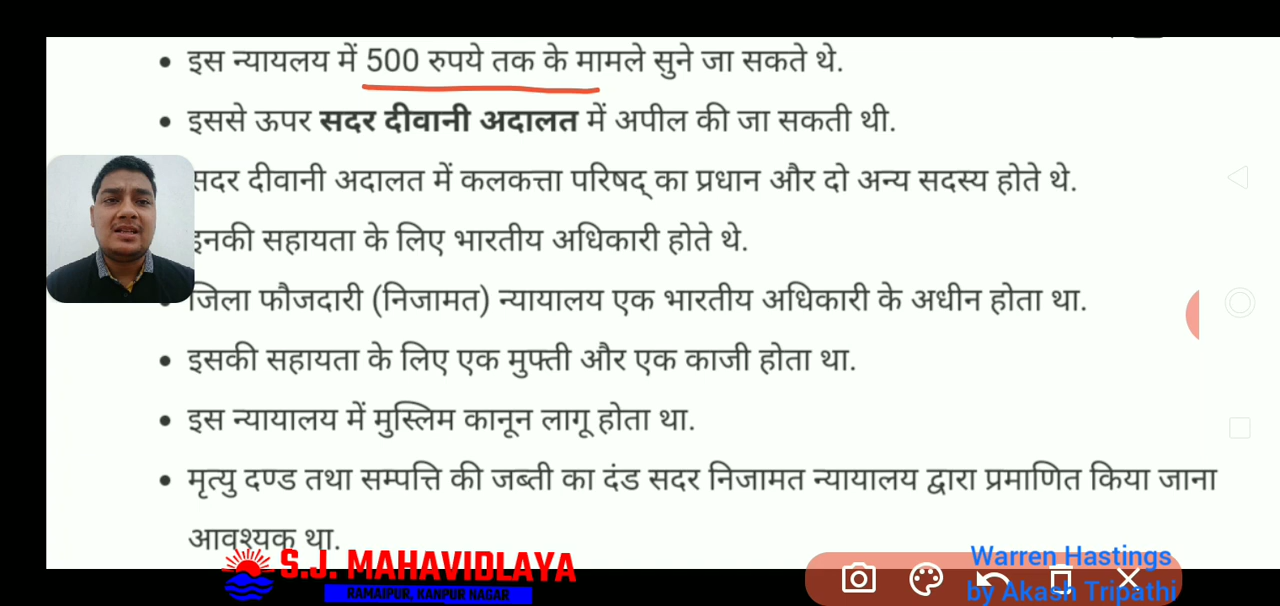 इस न्यायलय में 500 रुपये तक के मामले सुने जा सकते थे.
इससे ऊपर सदर दीवानी अदालत में अपील की जा सकती थी.
सदर दीवानी अदालत में कलकत्ता परिषद् का प्रधान और दो अन्य सदस्य होते थे.
इनकी सहायता के लिए भारतीय अधिकारी होते थे.
जिला फौजदारी (निजामत) न्यायालय एक भारतीय अधिकारी के अधीन होता था.
इसकी सहायता के लिए एक मुफ्ती और एक काजी होता था.
इस न्यायालय में मुस्लिम कानून लागू होता था.
मृत्यु दण्ड तथा सम्पत्ति की जब्ती का दंड सदर निजामत न्यायालय द्वारा प्रमाणित किया जाना
आवश्यक था.
S.J. MAHAVIDLAYA
RAMAIPUR, KANPUR NAGAR
Warren Hastings
by Akash Tripathi